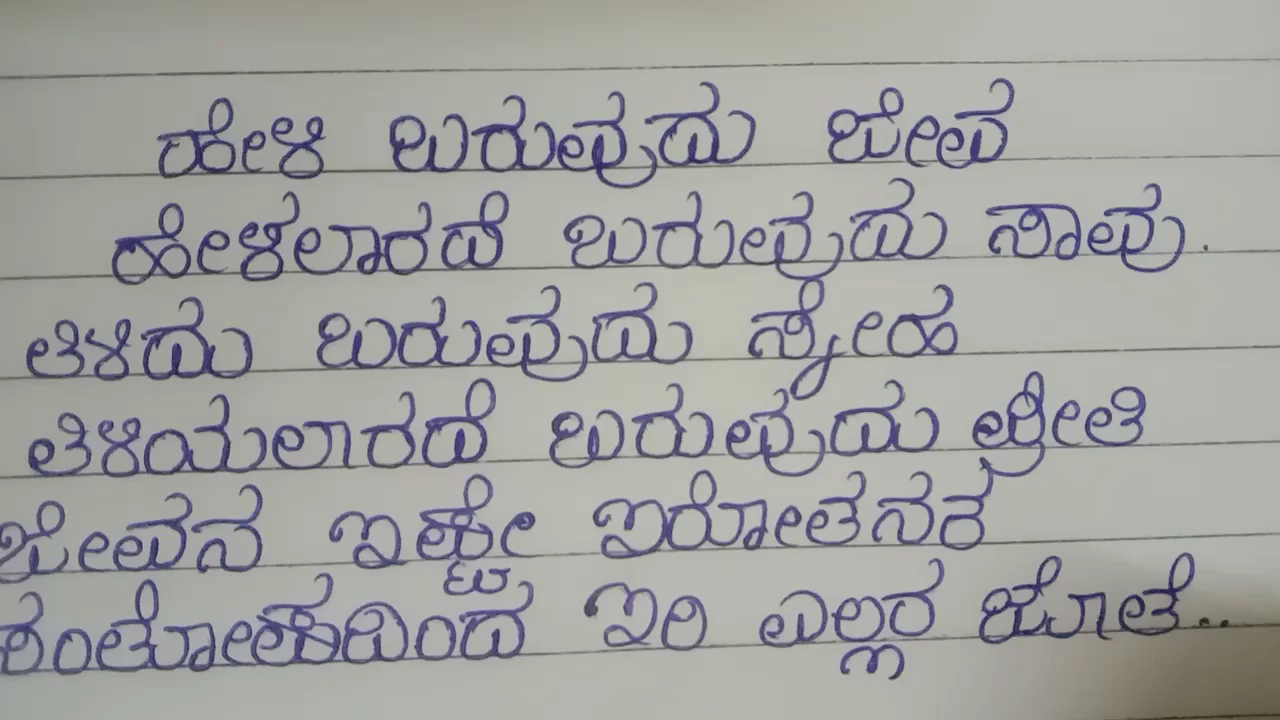 ಹೇಳಿ ಬರುವುದು ಜೀವ
ಹೇಳಲಾರದೆ ಬರುವುದು ಸಾವು.
ತಿಳಿದು ಬರುವುದು ಸ್ನೇಹ
ತಿಳಿಯಲಾರದೆ ಬರುವುದು ಪ್ರೀತಿ
ಜೀವನ ಇಷ್ಟೇ ಇರೋತನಕ
ಸಂತೋಷದಿಂದ ಇರಿ ಎಲ್ಲರ ಜೊತೆ..